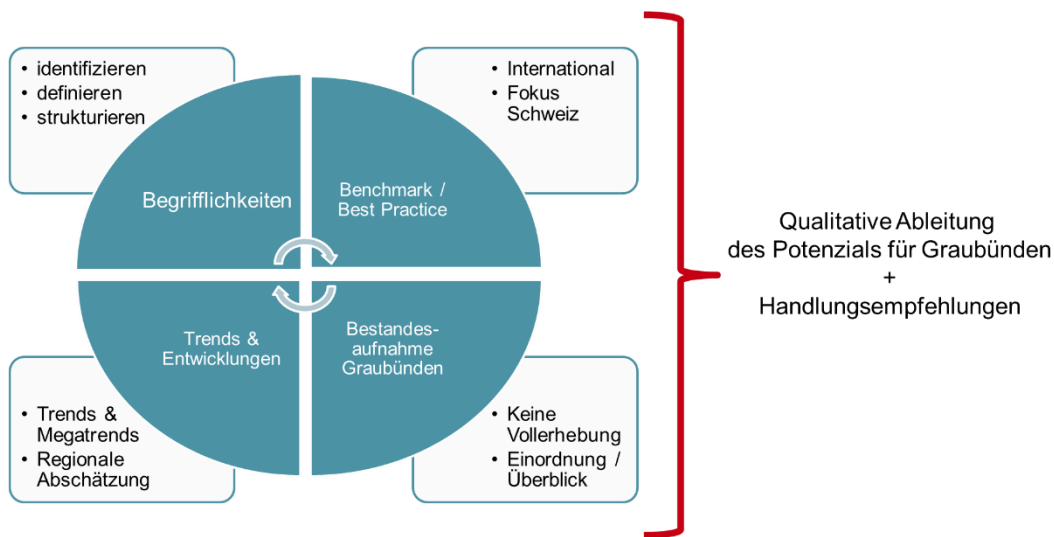 • identifizieren
• definieren
• strukturieren
• International
• Fokus
Schweiz
Begrifflichkeiten
Benchmark /
Best Practice
Trends &
Entwicklungen
Bestandes-
aufnahme
Graubünden
• Trends &
Megatrends
• Regionale
Abschätzung
• Keine
Vollerhebung
• Einordnung /
Überblick
Qualitative Ableitung
des Potenzials für Graubünden
+
Handlungsempfehlungen